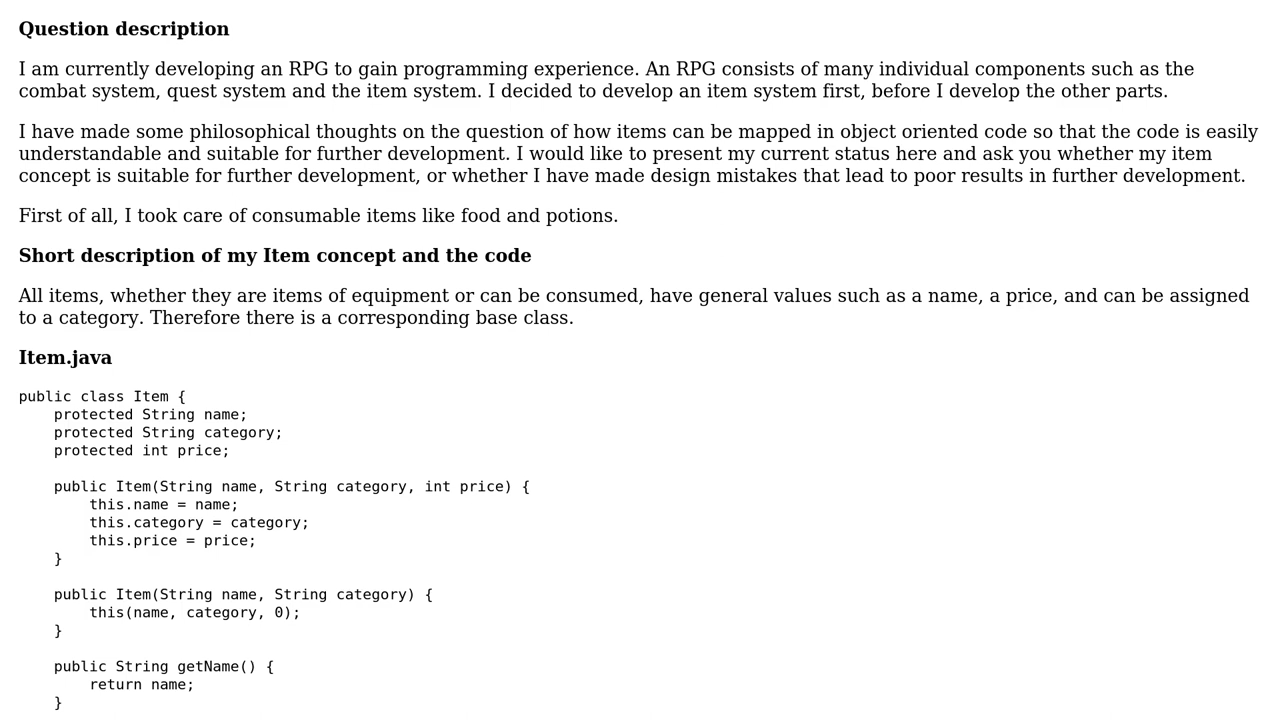 Question description
I am currently developing an RPG to gain programming experience. An RPG consists of many individual components such as the
combat system, quest system and the item system. I decided to develop an item system first, before I develop the other parts.
I have made some philosophical thoughts on the question of how items can be mapped in object oriented code so that the code is easily
understandable and suitable for further development. I would like to present my current status here and ask you whether my item
concept is suitable for further development, or whether I have made design mistakes that lead to poor results in further development.
First of all, I took care of consumable items like food and potions.
Short description of my Item concept and the code
All items, whether they are items of equipment or can be consumed, have general values such as a name, a price, and can be assigned
to a category. Therefore there is a corresponding base class.
Item.java
public class Item {
    protected String name;
    protected String category;
    protected int price;
    public Item(String name, String category, int price) {
        this.name = name;
        this.category = category;
        this.price = price;
    }
    public Item(String name, String category) {
        this(name, category, 0);
    }
    public String getName() {
        return name;
    }